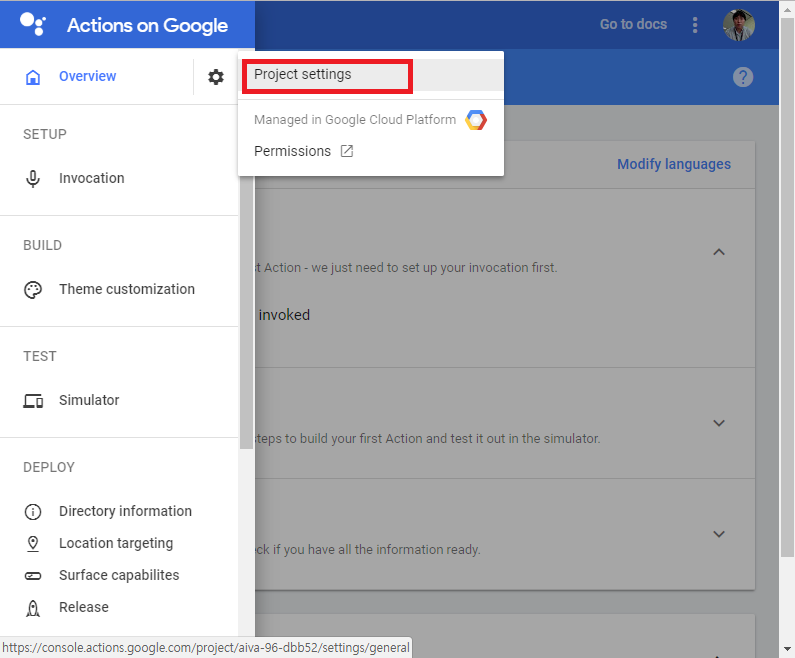 Actions on Google
Go to docs
Overview
Project settings
Managed in Google Cloud Platform
Permissions
Modify languages
SETUP
Invocation
t Action - we just need to set up your invocation first.
invoked
BUILD
Theme customization
TEST
Simulator
steps to build your first Action and test it out in the simulator.
DEPLOY
Directory information
Location targeting
eck if you have all the information ready.
Surface capabilites
Release
https://console.actions.google.com/project/aiva-96-dbb52/settings/general